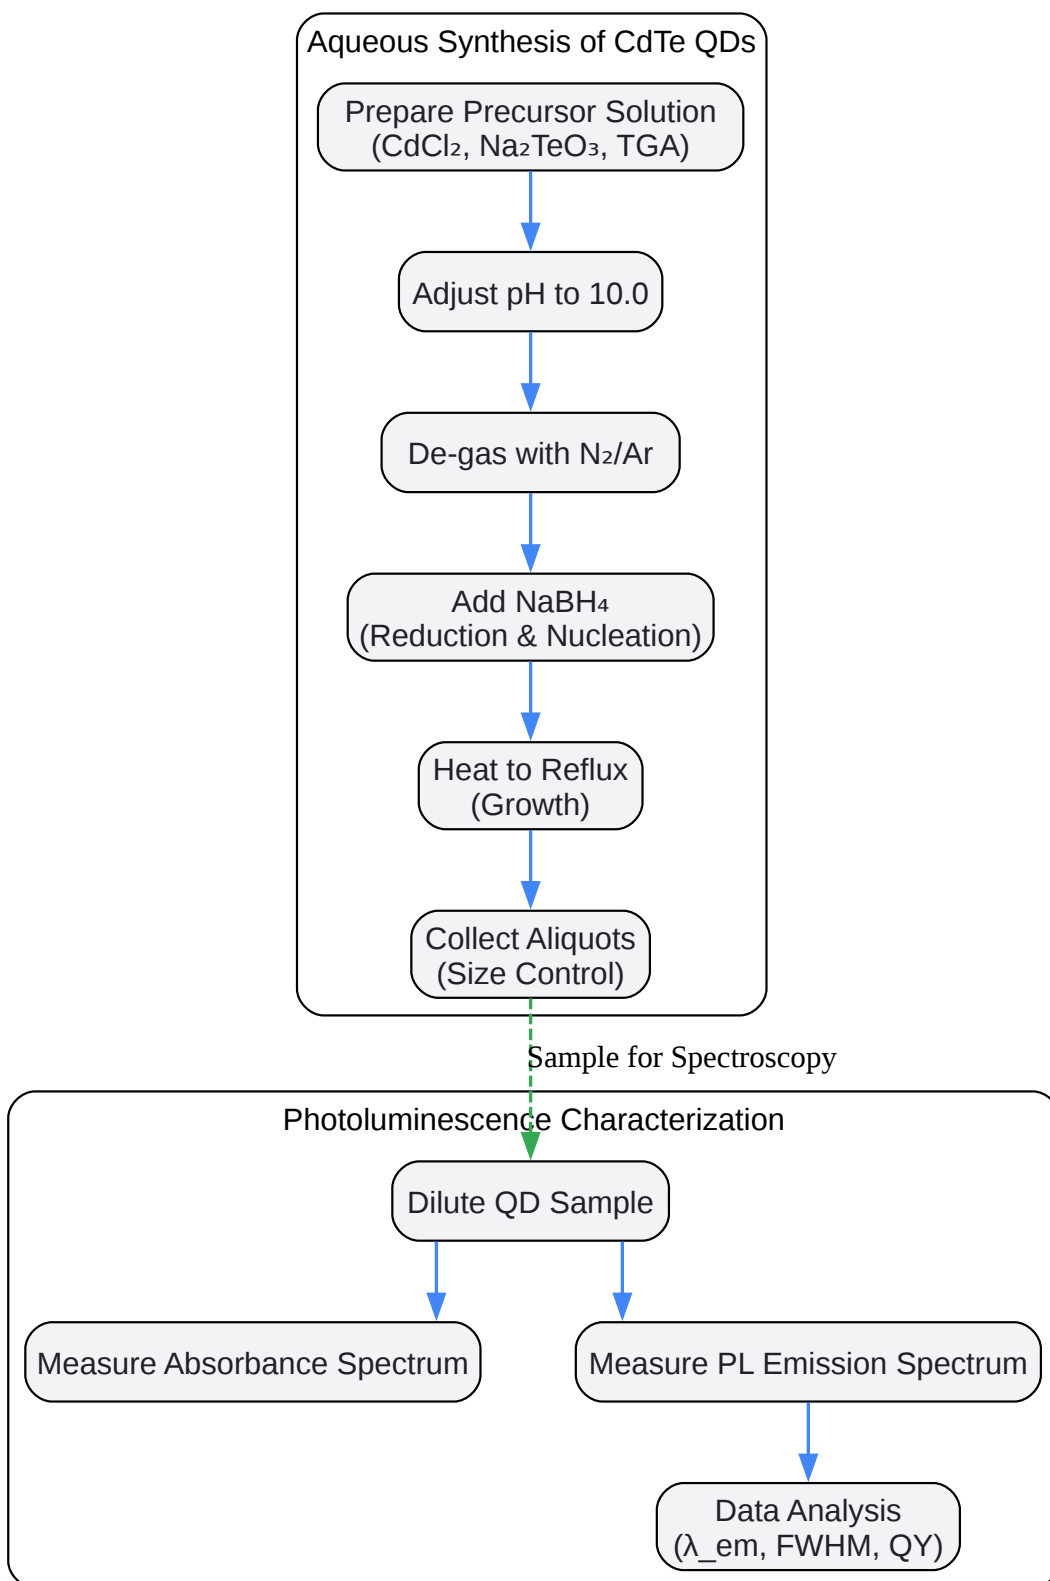 Aqueous Synthesis of CdTe QDs
Prepare Precursor Solution
(CdCl₂, Na₂TeO₃, TGA)
Adjust pH to 10.0
De-gas with N₂/Ar
Add NaBH₄
(Reduction & Nucleation)
Heat to Reflux
(Growth)
Collect Aliquots
(Size Control)
Sample for Spectroscopy
Photoluminescence Characterization
Dilute QD Sample
Measure Absorbance Spectrum
Measure PL Emission Spectrum
Data Analysis
(λ_em, FWHM, QY)